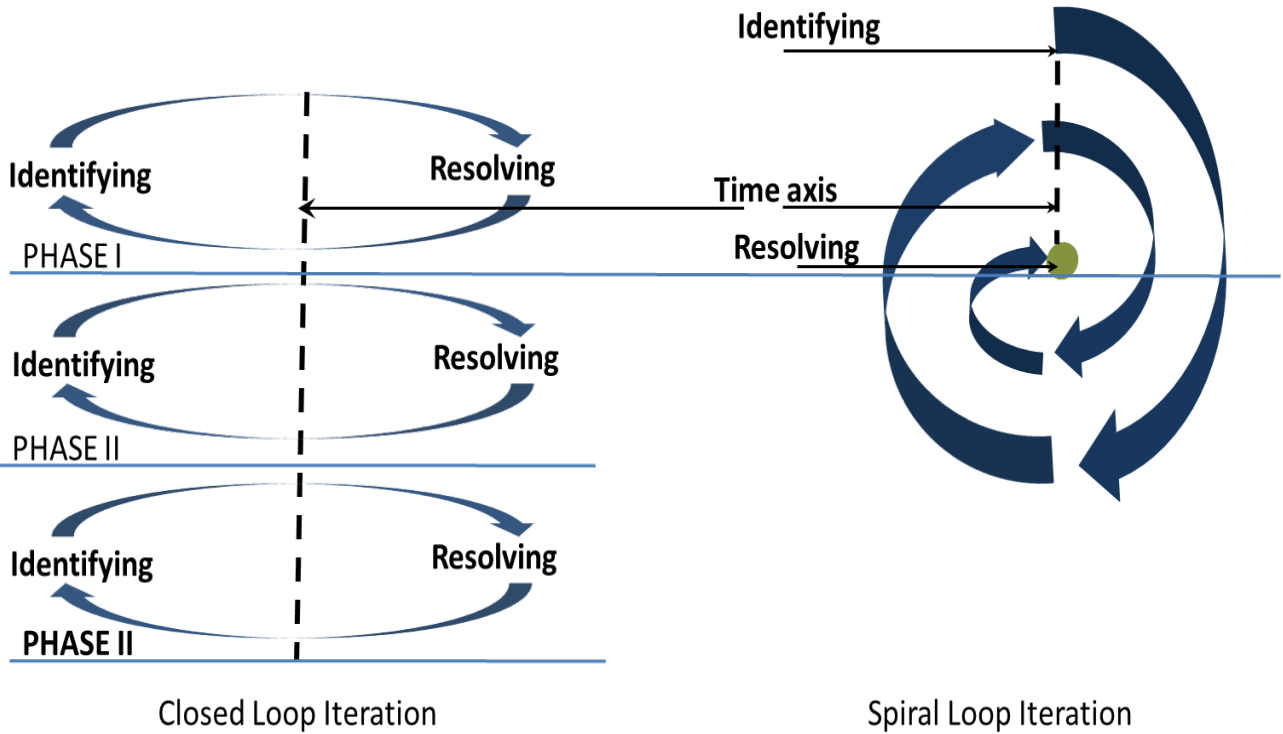 Identifying
Resolving
PHASE I
Identifying
Resolving
PHASE II
Identifying
Resolving
PHASE II
Closed Loop Iteration
Identifying
Time axis
Resolving
Spiral Loop Iteration